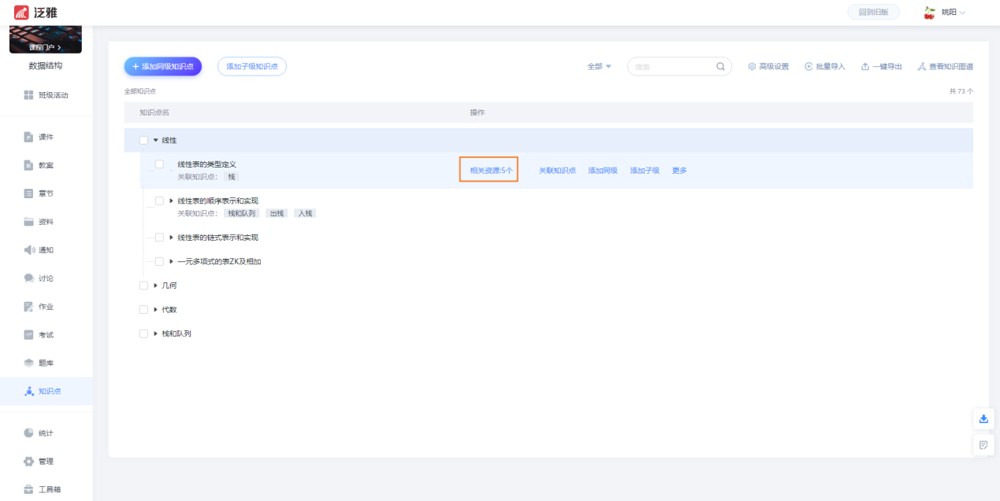 泛雅
回到旧版
姚阳
课程门户
数据结构
班级活动
课件
教案
章节
资料
通知
讨论
作业
考试
题库
知识点
统计
管理
工具箱
+ 添加同级知识点 添加子级知识点 全部 搜索 高级设置 批量导入 一键导出 查看知识图谱
全部知识点 共 73 个
知识点名 操作
线性
线性表的类型定义
关联知识点： 栈
相关资源:5个 关联知识点 添加同级 添加子级 更多
线性表的顺序表示和实现
关联知识点： 栈和队列 出栈 入栈
线性表的链式表示和实现
一元多项式的表ZK及相加
几何
代数
栈和队列